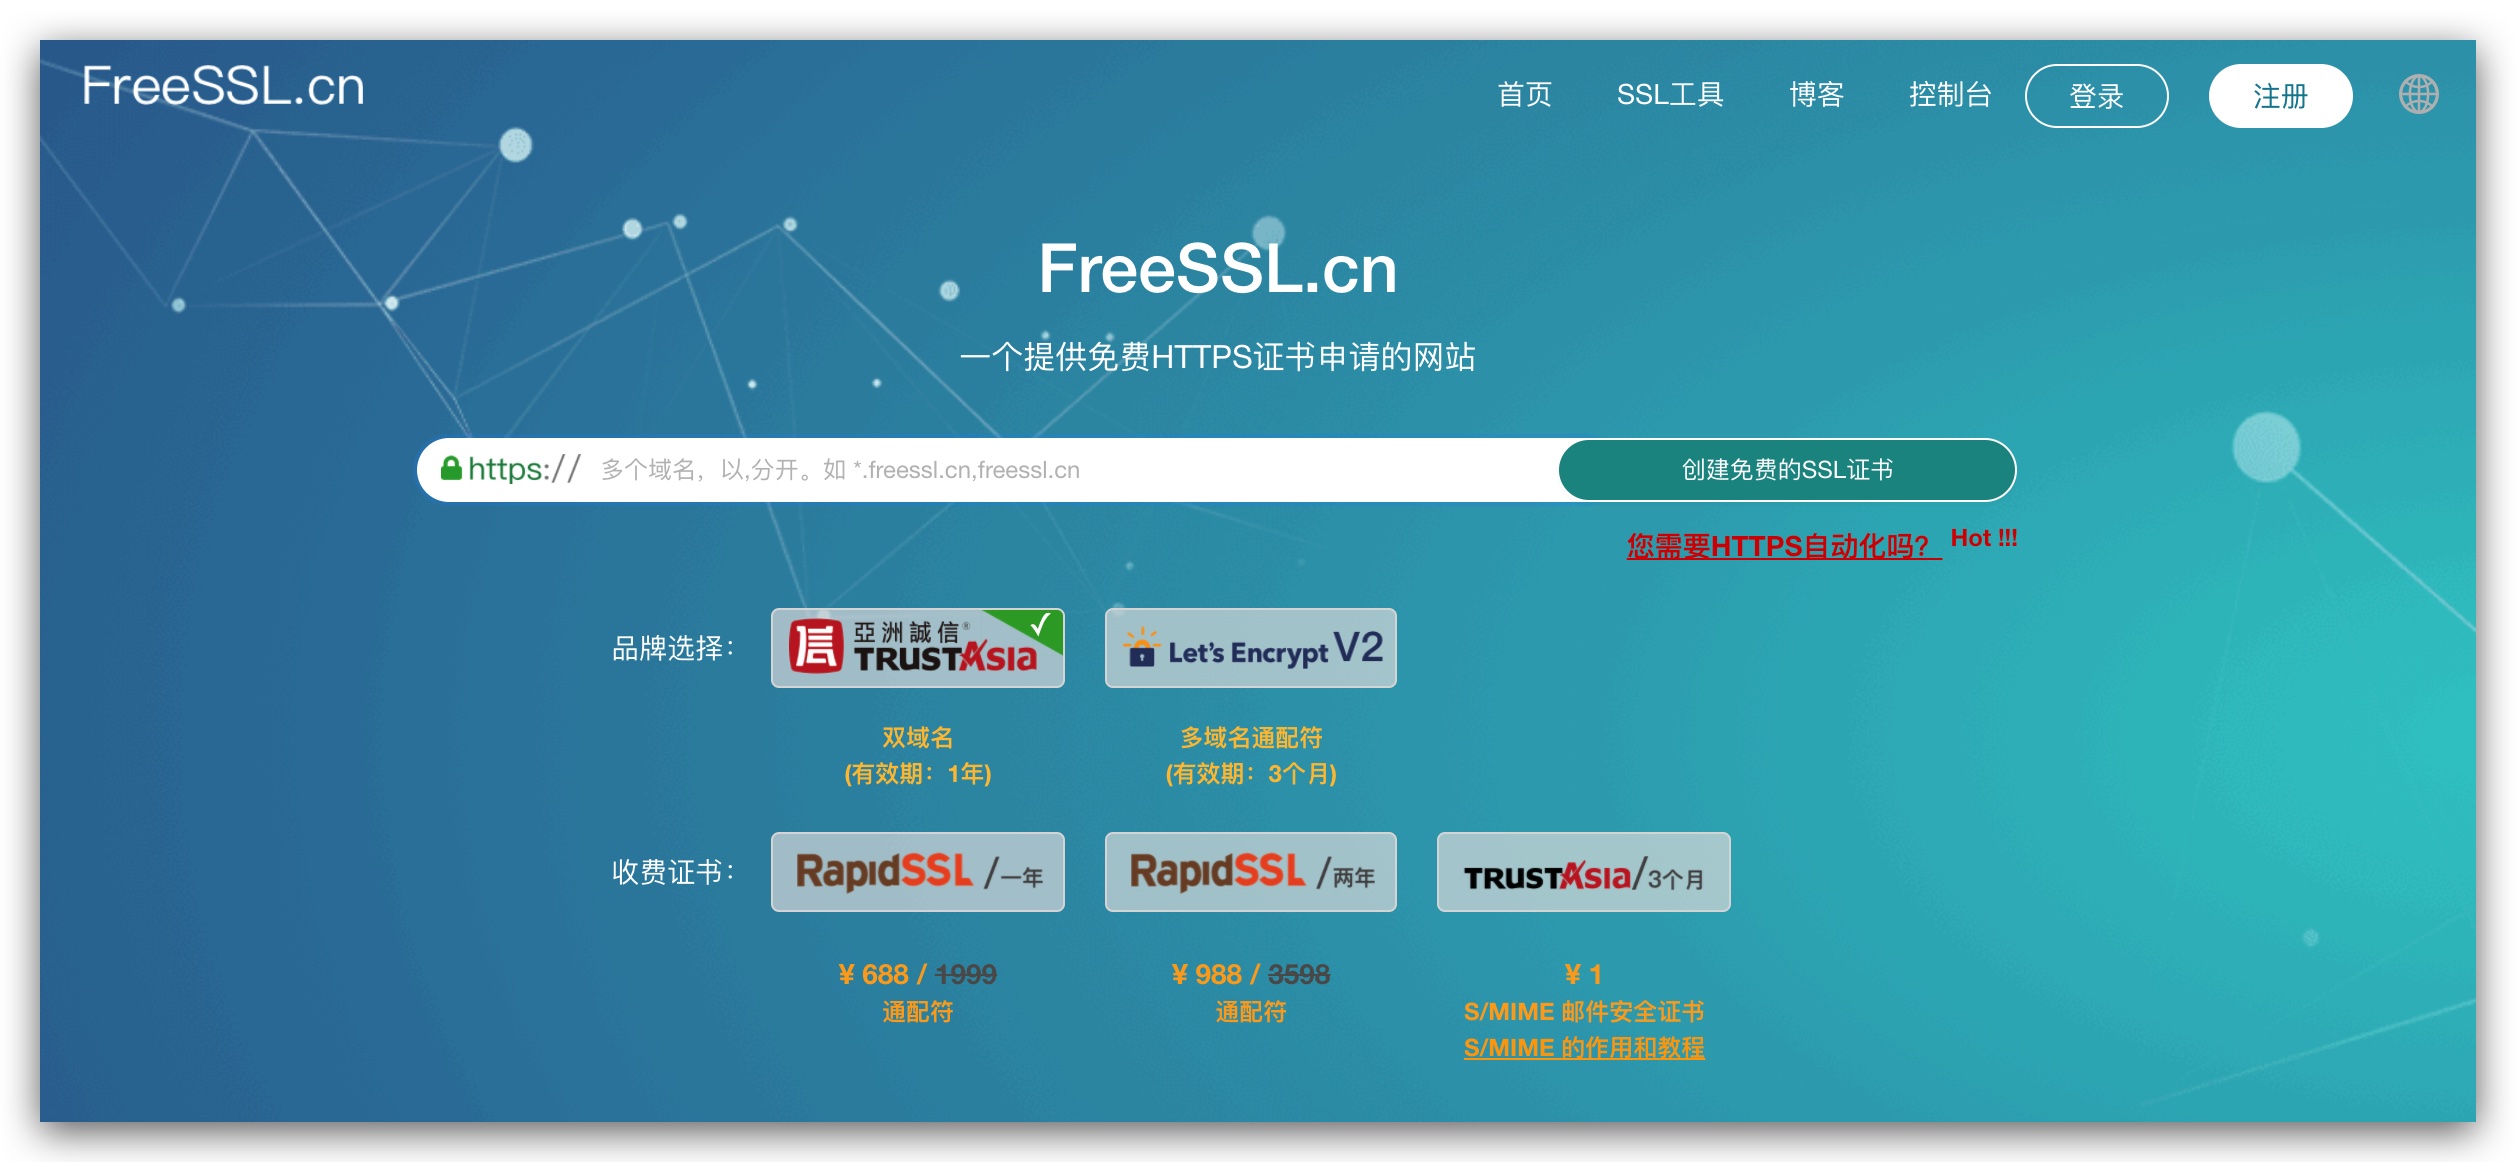 FreeSSL.cn
首页 SSL工具 博客 控制台 登录 注册
FreeSSL.cn
一个提供免费HTTPS证书申请的网站
https:// 多个域名，以,分开。如 *.freessl.cn,freessl.cn 创建免费的SSL证书
您需要HTTPS自动化吗？ Hot !!!
品牌选择： 信 亞洲誠信® TRUSTAsia Let's Encrypt V2
双域名 多域名通配符
(有效期：1年) (有效期：3个月)
收费证书： RapidSSL /一年 RapidSSL /两年 TRUSTAsia/3个月
¥ 688 / 1999 ¥ 988 / 3598 ¥ 1
通配符 通配符 S/MIME 邮件安全证书
S/MIME 的作用和教程